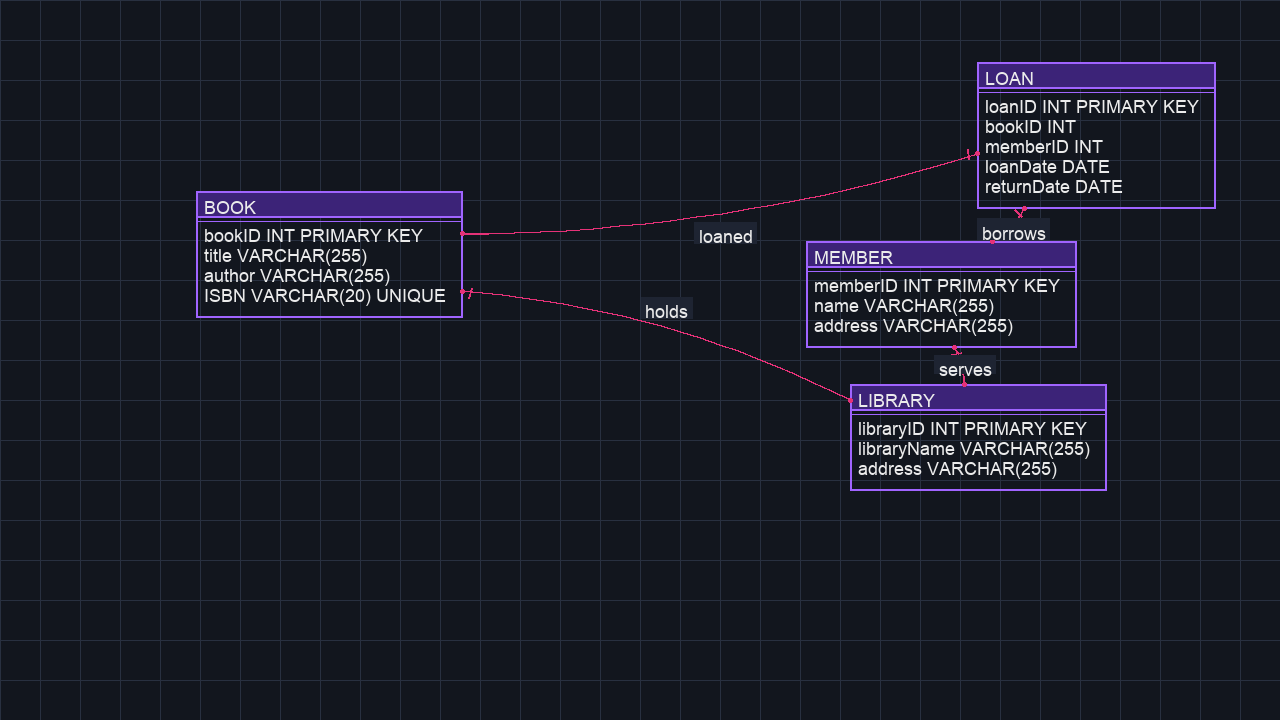 LOAN
loanID INT PRIMARY KEY
bookID INT
memberID INT
loanDate DATE
returnDate DATE
BOOK
bookID INT PRIMARY KEY
title VARCHAR(255)
author VARCHAR(255)
ISBN VARCHAR(20) UNIQUE
loaned
borrows
MEMBER
memberID INT PRIMARY KEY
name VARCHAR(255)
address VARCHAR(255)
holds
serves
LIBRARY
libraryID INT PRIMARY KEY
libraryName VARCHAR(255)
address VARCHAR(255)